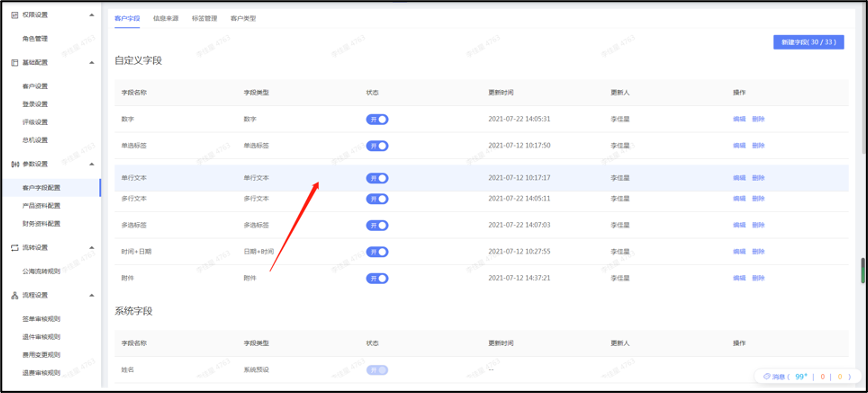 权限设置
角色管理
基础配置
客户设置
登录设置
评级设置
总机设置
参数设置
客户字段配置
产品资料配置
财务资料配置
流转设置
公海流转规则
流程设置
签单审核规则
退件审核规则
费用变更规则
退费审核规则
客户字段 信息来源 标签管理 客户类型
新建字段( 30 / 33 )
自定义字段
字段名称 字段类型 状态 更新时间 更新人 操作
数字 数字 开 2021-07-22 14:05:31 李佳星 编辑 删除
单选标签 单选标签 开 2021-07-12 10:17:50 李佳星 编辑 删除
单行文本 单行文本 开 2021-07-12 10:17:17 李佳星 编辑 删除
多行文本 多行文本 开 2021-07-22 14:05:11 李佳星 编辑 删除
多选标签 多选标签 开 2021-07-22 14:07:03 李佳星 编辑 删除
时间+日期 日期+时间 开 2021-07-12 10:27:55 李佳星 编辑 删除
附件 附件 开 2021-07-12 14:37:21 李佳星 编辑 删除
系统字段
字段名称 字段类型 状态 更新时间 更新人 操作
姓名 系统预设 开 --
消息 ( 99+ | 0 | 0 )